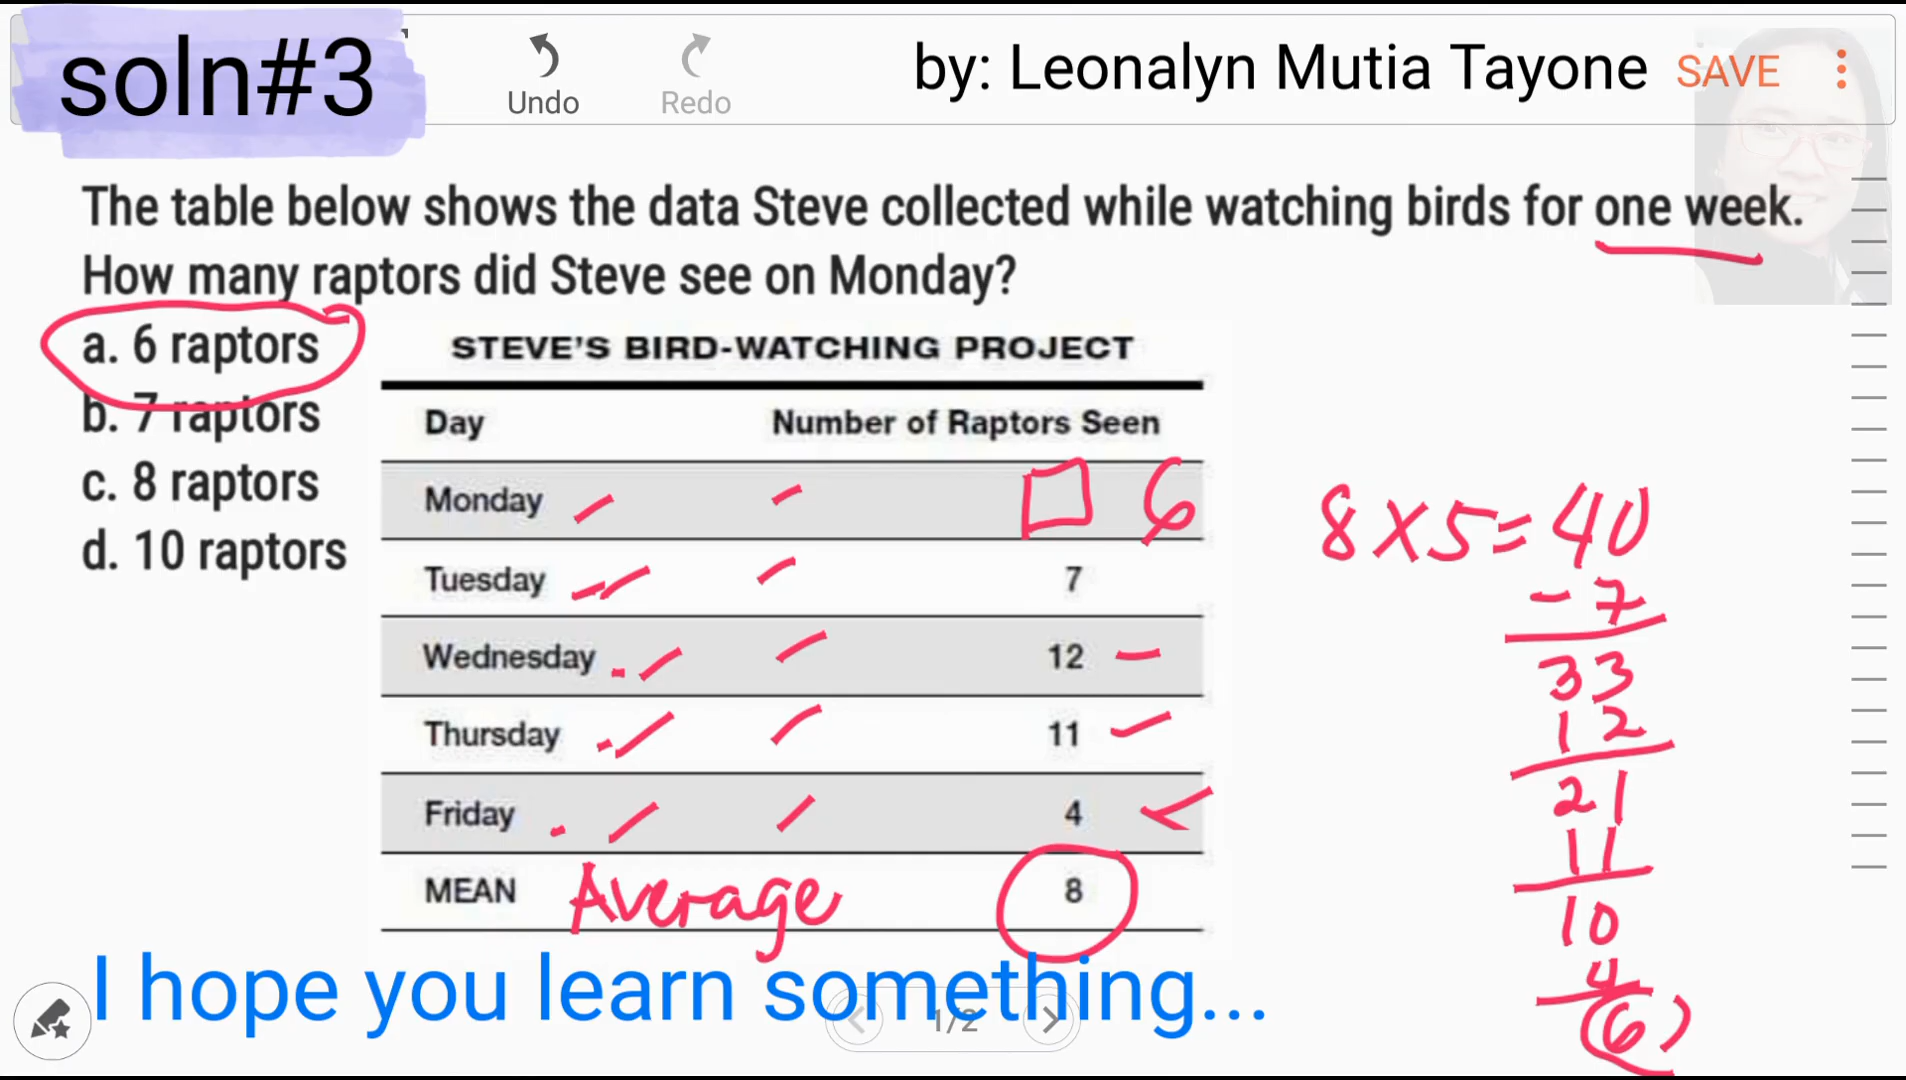 soln#3
Undo
Redo
by: Leonalyn Mutia Tayone
SAVE
The table below shows the data Steve collected while watching birds for one week.
How many raptors did Steve see on Monday?
a. 6 raptors
b. 7 raptors
c. 8 raptors
d. 10 raptors
STEVE'S BIRD-WATCHING PROJECT
Day Number of Raptors Seen
Monday 6
Tuesday 7
Wednesday 12
Thursday 11
Friday 4
MEAN Average 8
8 X 5 = 40
- 7
33
12
21
11
10
4
(6)
I hope you learn something...
1/2